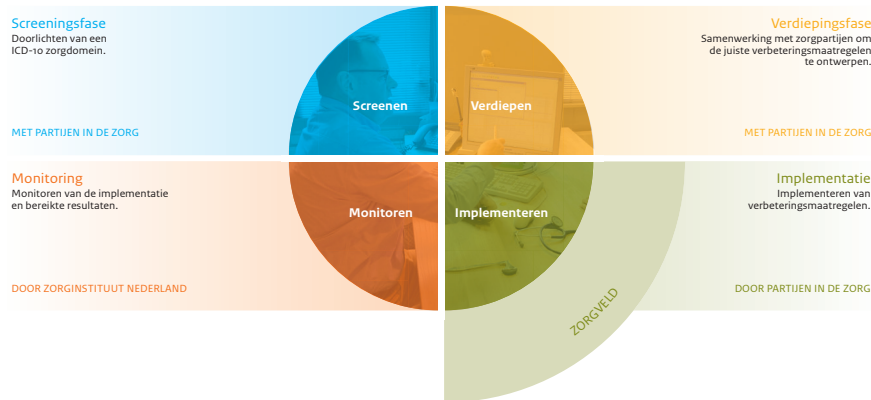 Screeningsfase
Doorlichten van een
ICD-10 zorgdomein.
MET PARTIJEN IN DE ZORG
Screenen
Verdiepen
Verdiepingsfase
Samenwerking met zorgpartijen om
de juiste verbeteringsmaatregelen
te ontwerpen.
MET PARTIJEN IN DE ZORG
Monitoring
Monitoren van de implementatie
en bereikte resultaten.
DOOR ZORGINSTITUUT NEDERLAND
Monitoren
Implementeren
Implementatie
Implementeren van
verbeteringsmaatregelen.
DOOR PARTIJEN IN DE ZORG
ZORGVELD